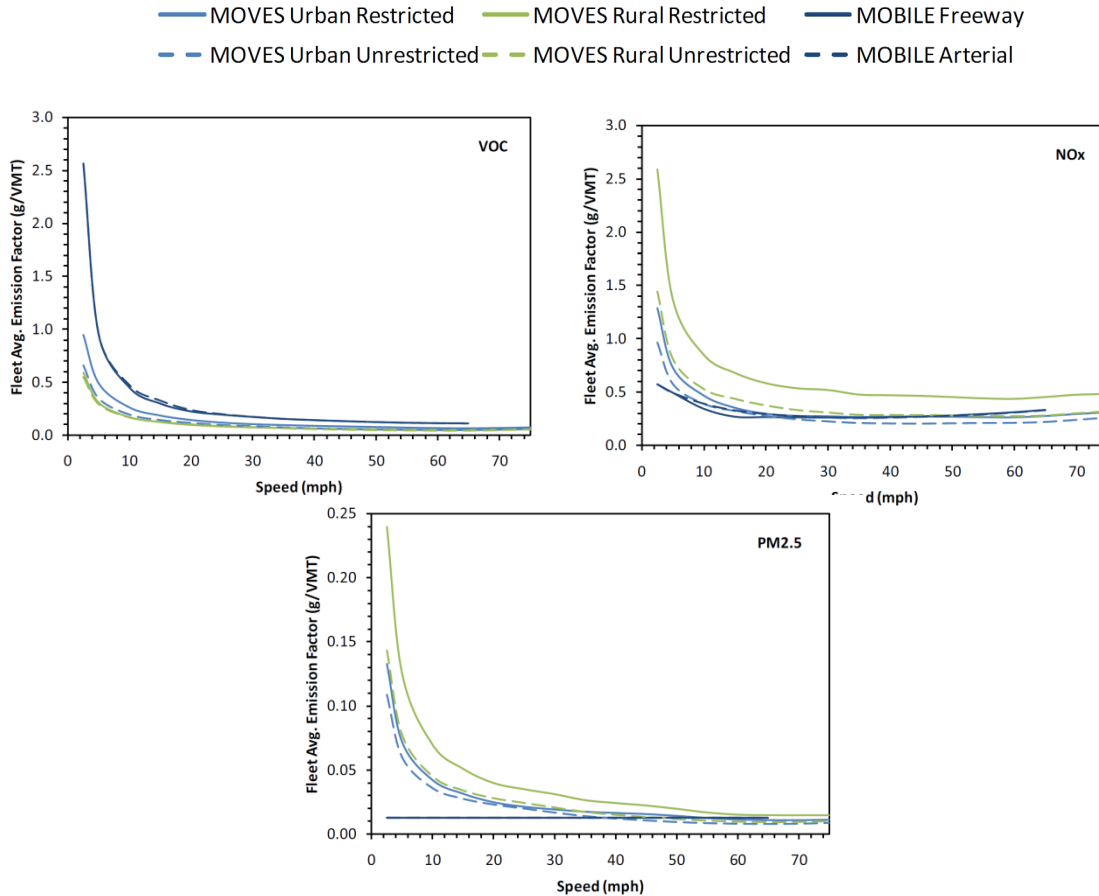 MOVES Urban Restricted MOVES Rural Restricted MOBILE Freeway
MOVES Urban Unrestricted MOVES Rural Unrestricted MOBILE Arterial
Fleet Avg. Emission Factor (g/VMT)
3.0
2.5
2.0
1.5
1.0
0.5
0.0
VOC
0 10 20 30 40 50 60 70
Speed (mph)
Fleet Avg. Emission Factor (g/VMT)
3.0
2.5
2.0
1.5
1.0
0.5
0.0
NOx
0 10 20 30 40 50 60 70
Speed (mph)
Fleet Avg. Emission Factor (g/VMT)
0.25
0.20
0.15
0.10
0.05
0.00
PM2.5
0 10 20 30 40 50 60 70
Speed (mph)